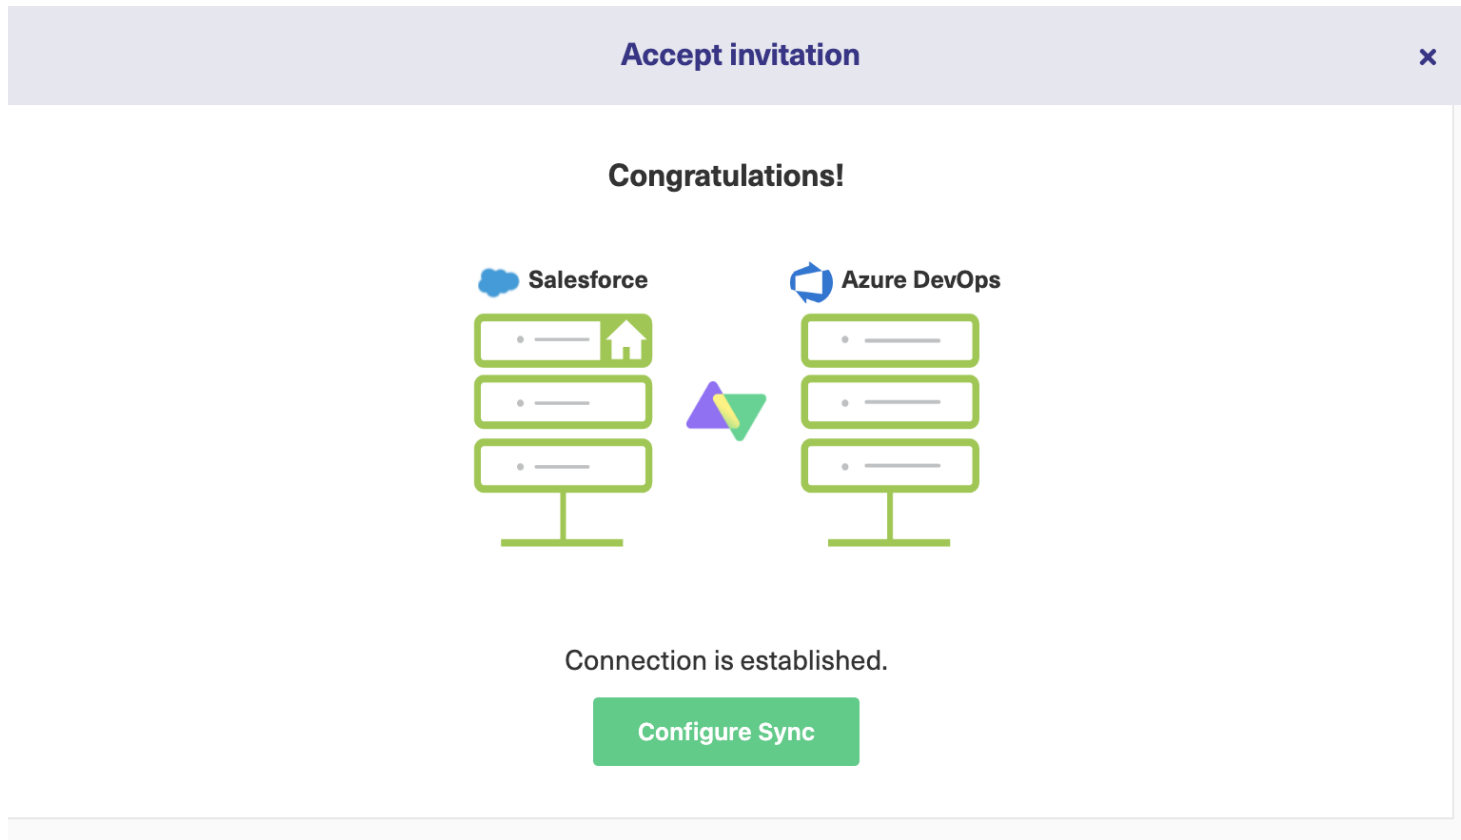 Accept invitation
Congratulations!
Salesforce
Azure DevOps
Connection is established.
Configure Sync